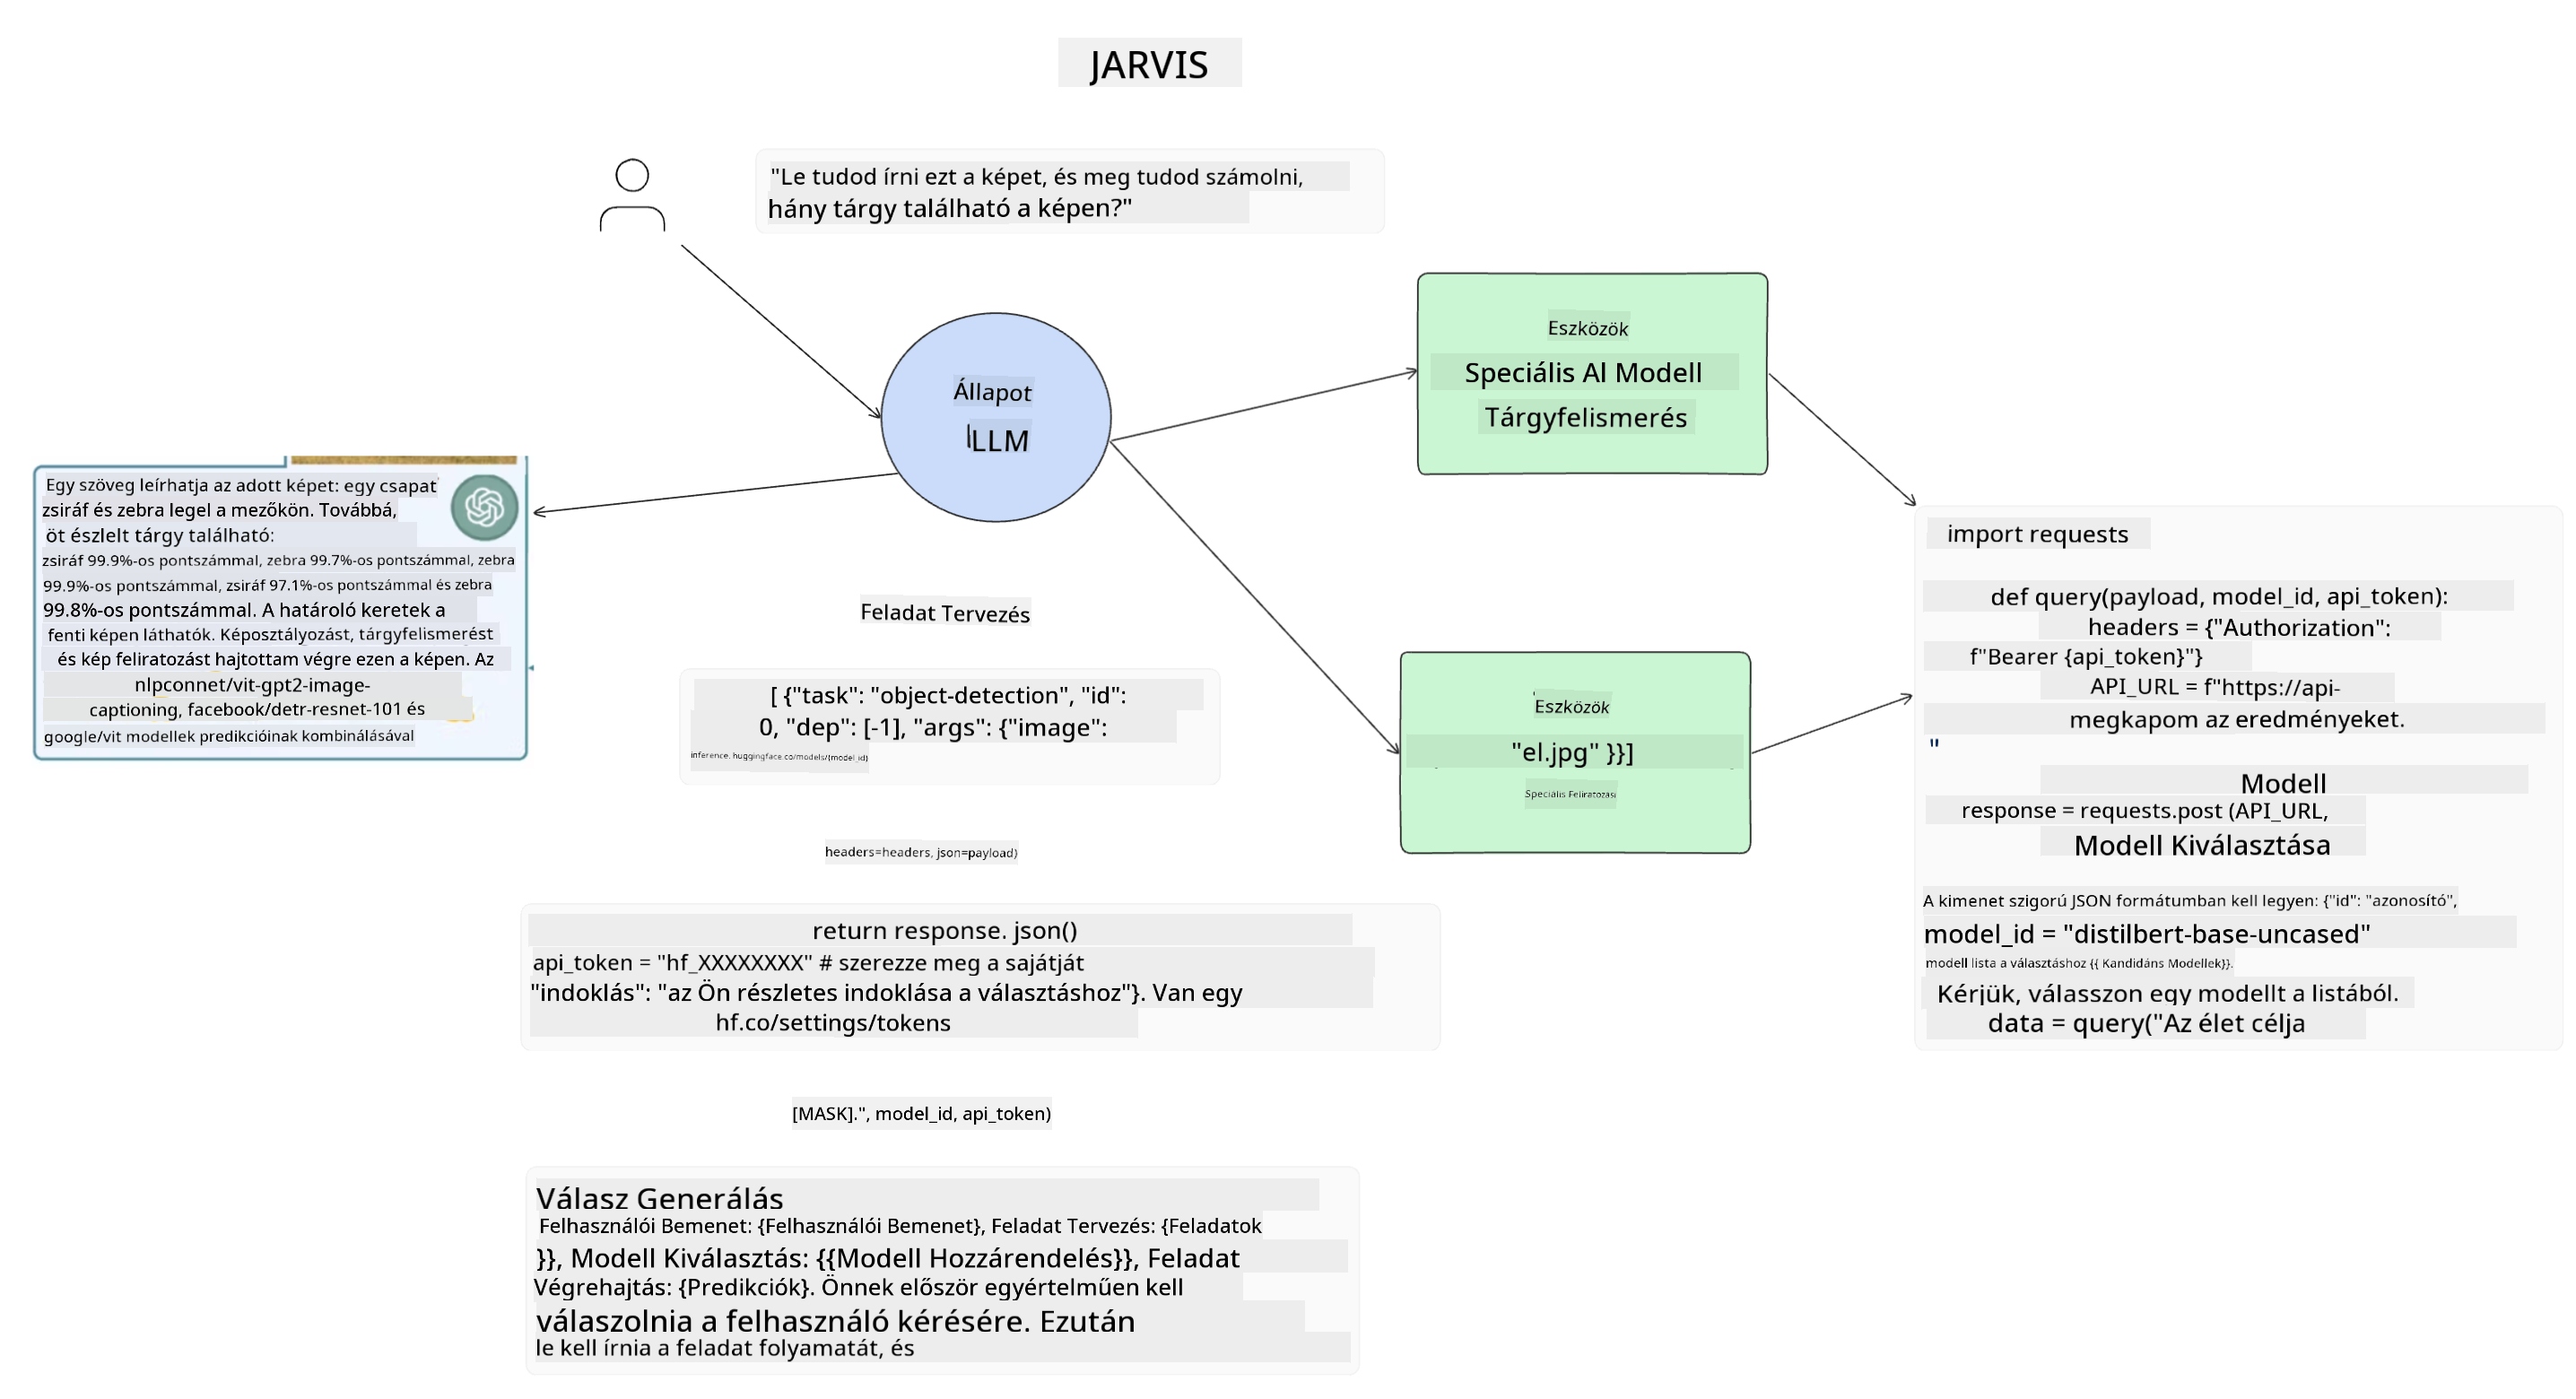 JARVIS
"Le tudod írni ezt a képet, és meg tudod számolni,
hány tárgy található a képen?"
Állapot
LLM
Eszközök
Speciális AI Modell
Tárgyfelismerés
Egy szöveg leírhatja az adott képet: egy csapat
zsiráf és zebra legel a mezőkön. Továbbá,
öt észlelt tárgy található:
zsiráf 99.9%-os pontszámmal, zebra 99.7%-os pontszámmal, zebra
99.9%-os pontszámmal, zsiráf 97.1%-os pontszámmal és zebra
99.8%-os pontszámmal. A határoló keretek a
fenti képen láthatók. Képosztályozást, tárgyfelismerést
és kép feliratozást hajtottam végre ezen a képen. Az
nlpconnet/vit-gpt2-image-
captioning, facebook/detr-resnet-101 és
google/vit modellek predikcióinak kombinálásával
Feladat Tervezés
[ {"task": "object-detection", "id":
0, "dep": [-1], "args": {"image":
inference. huggingface.co/models/{model_id}
Eszközök
"el.jpg" }}]
Speciális Feliratozási
import requests
def query(payload, model_id, api_token):
headers = {"Authorization":
f"Bearer {api_token}"}
API_URL = f"https://api-
megkapom az eredményeket.
"
Modell
response = requests.post (API_URL,
Modell Kiválasztása
A kimenet szigorú JSON formátumban kell legyen: {"id": "azonosító",
model_id = "distilbert-base-uncased"
modell lista a választáshoz {{ Kandidáns Modellek}}.
Kérjük, válasszon egy modellt a listából.
data = query("Az élet célja
headers=headers, json=payload)
return response. json()
api_token = "hf_XXXXXXXX" # szerezze meg a sajátját
"indoklás": "az Ön részletes indoklása a választáshoz"}. Van egy
hf.co/settings/tokens
[MASK].", model_id, api_token)
Válasz Generálás
Felhasználói Bemenet: {Felhasználói Bemenet}, Feladat Tervezés: {Feladatok
}}, Modell Kiválasztás: {{Modell Hozzárendelés}}, Feladat
Végrehajtás: {Predikciók}. Önnek először egyértelműen kell
válaszolnia a felhasználó kérésére. Ezután
le kell írnia a feladat folyamatát, és